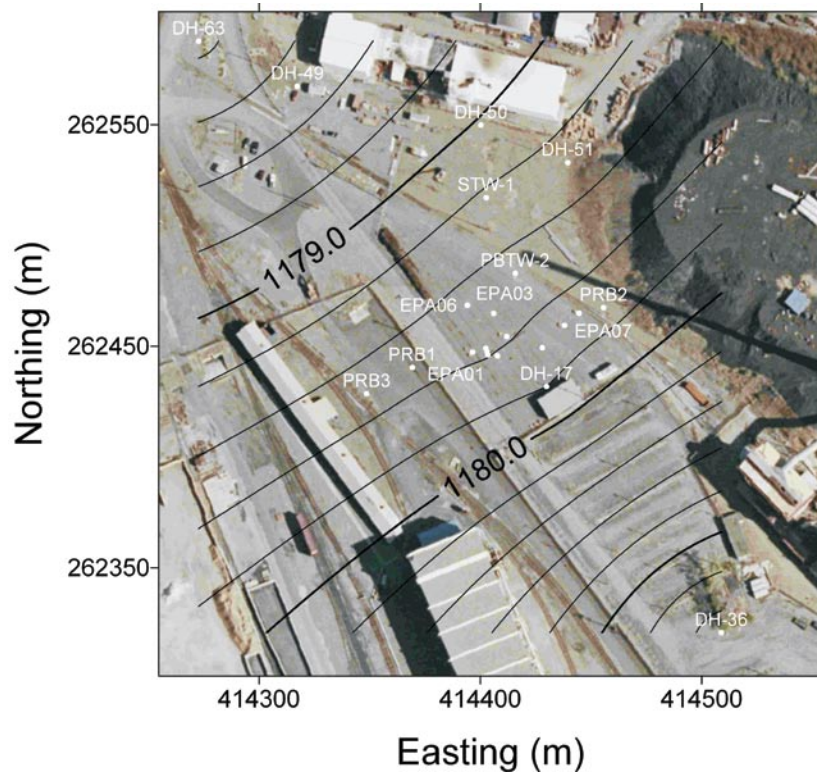 DH-63
DH-49
DH-50
262550
DH-51
STW-1
1179.0
PBTW-2
EPA06 EPA03
PRB2
EPA07
262450
PRB1
EPA01
DH-17
PRB3
1180.0
262350
DH-36
414300 414400 414500
Northing (m)
Easting (m)